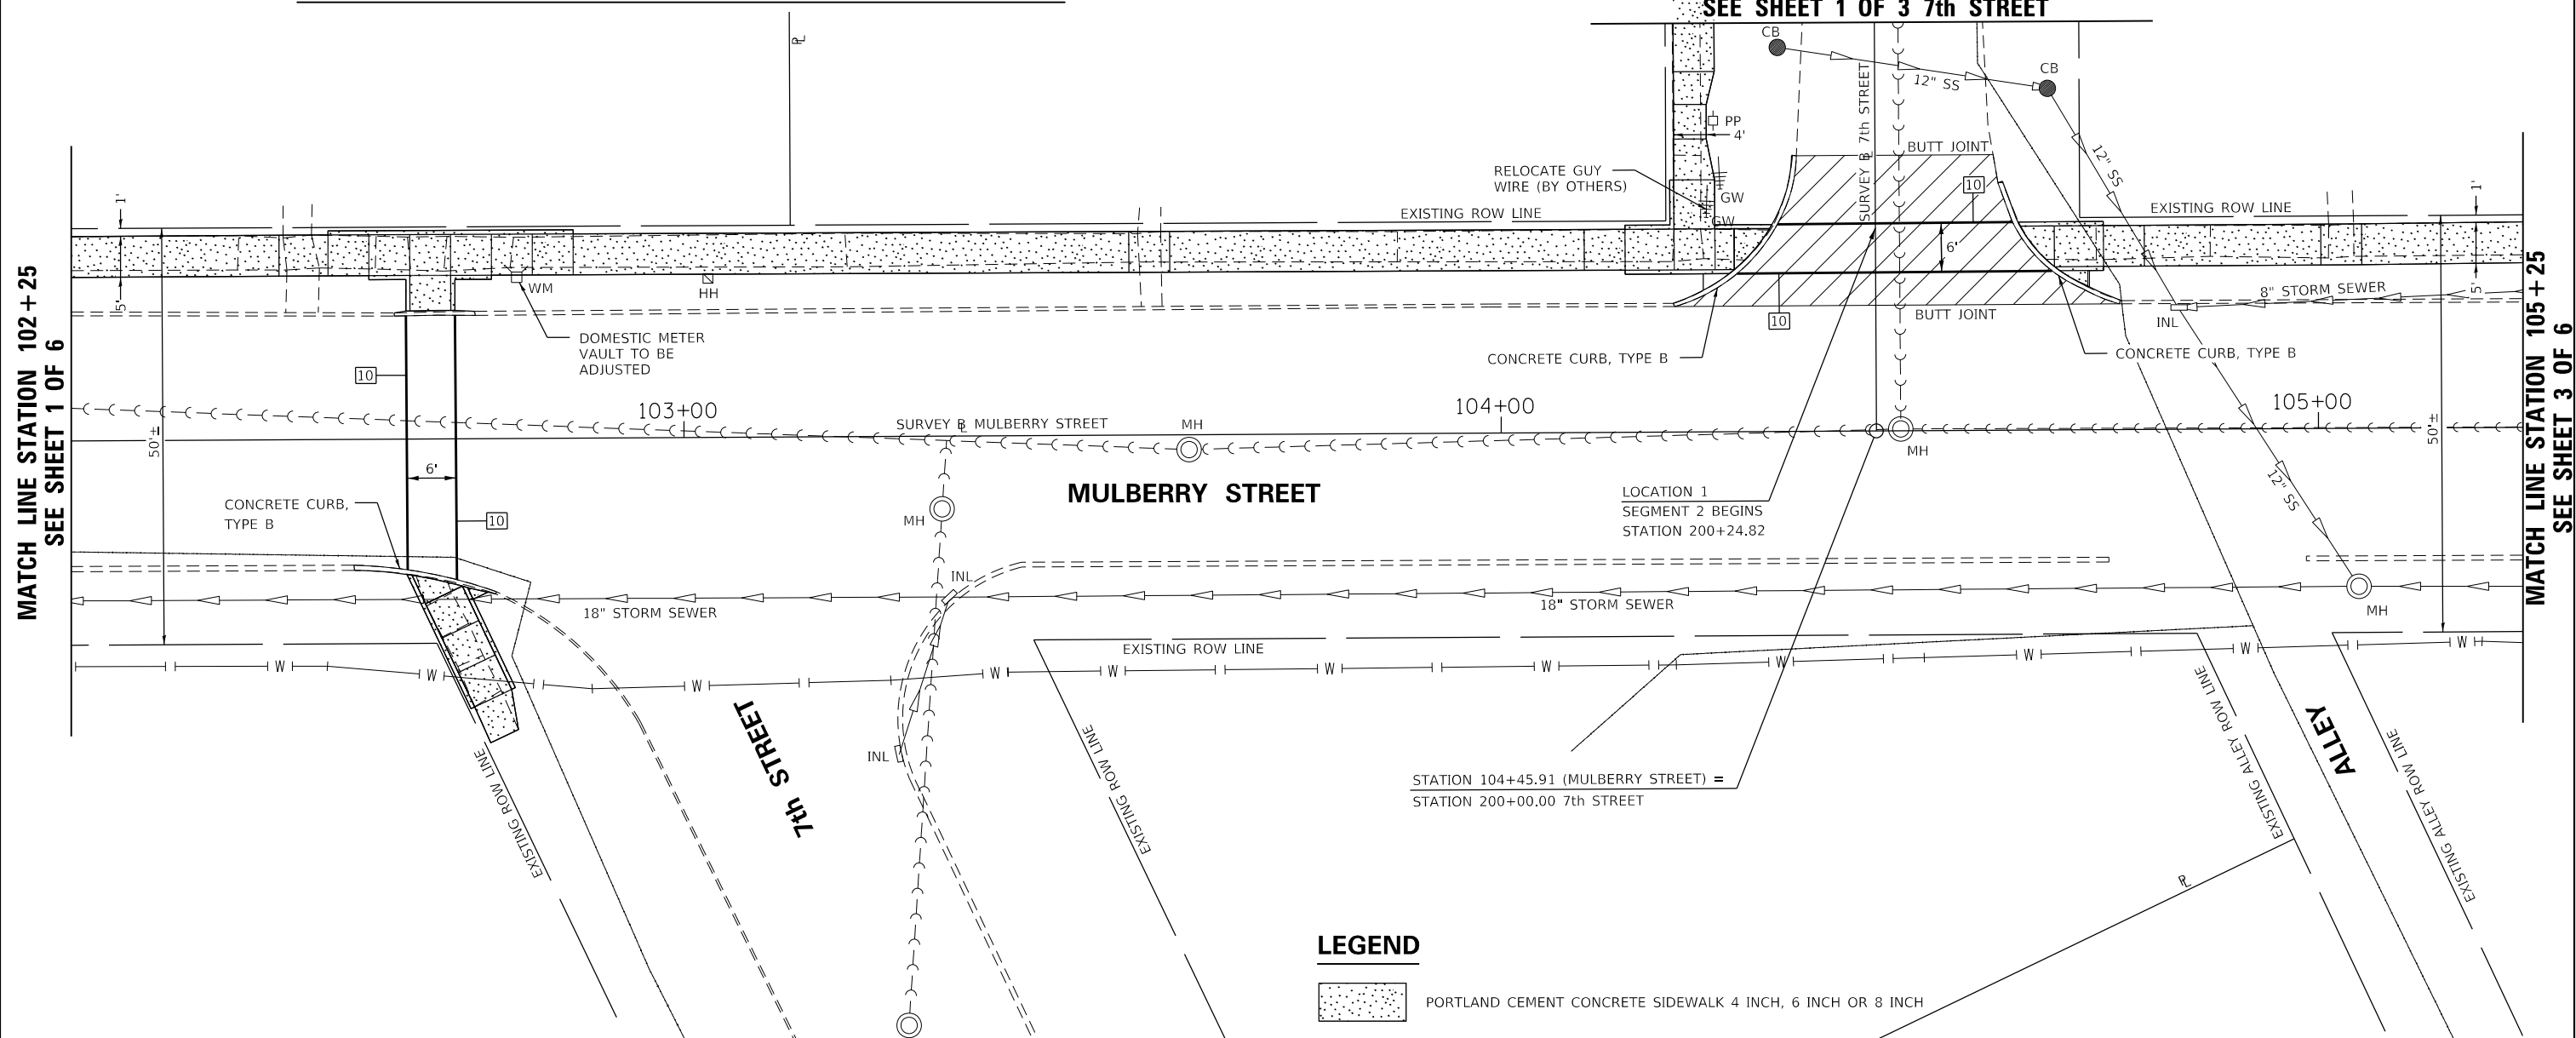 SEE SHEET 1 OF 3 7th STREET
PL
CB
12" SS
CB
12" SS
SURVEY BL 7th STREET
PP
4'
RELOCATE GUY
WIRE (BY OTHERS)
GW
GW
BUTT JOINT
10
EXISTING ROW LINE
EXISTING ROW LINE
1'
1'
6'
5'
5'
MATCH LINE STATION 102+25
SEE SHEET 1 OF 6
WM
HH
DOMESTIC METER
VAULT TO BE
ADJUSTED
10
BUTT JOINT
8" STORM SEWER
INL
CONCRETE CURB, TYPE B
CONCRETE CURB, TYPE B
10
MATCH LINE STATION 105+25
SEE SHEET 3 OF 6
50'±
103+00
SURVEY BL MULBERRY STREET
MH
104+00
MH
105+00
50'±
6'
CONCRETE CURB,
TYPE B
10
MH
MULBERRY STREET
LOCATION 1
SEGMENT 2 BEGINS
STATION 200+24.82
12" SS
INL
18" STORM SEWER
18" STORM SEWER
MH
EXISTING ROW LINE
W
W
W
W
W
W
W
W
W
W
W
7th STREET
INL
EXISTING ROW LINE
EXISTING ROW LINE
STATION 104+45.91 (MULBERRY STREET) =
STATION 200+00.00 7th STREET
EXISTING ALLEY ROW LINE
ALLEY
EXISTING ALLEY ROW LINE
PL
LEGEND
PORTLAND CEMENT CONCRETE SIDEWALK 4 INCH, 6 INCH OR 8 INCH